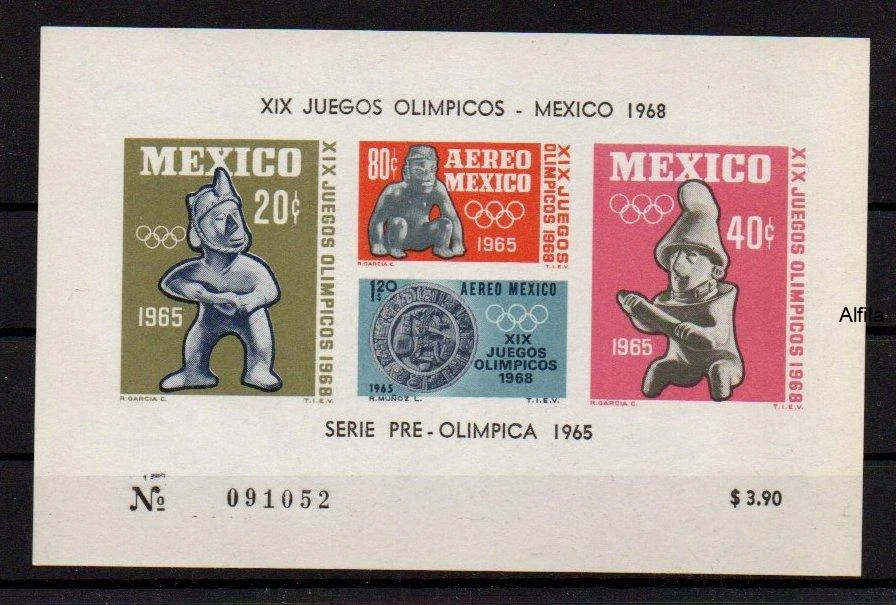 XIX JUEGOS OLIMPICOS - MEXICO 1968
MEXICO
20¢
1965
XIX JUEGOS OLIMPICOS 1968
R.GARCIA C.
T.I.E.V.
80¢
AEREO
MEXICO
1965
XIX JUEGOS
OLIMPICOS 1968
R.GARCIA C.
T.I.E.V.
1.20
AEREO MEXICO
XIX
JUEGOS
OLIMPICOS
1968
1965
R.MUÑOZ L.
T.I.E.V.
MEXICO
40¢
1965
XIX JUEGOS OLIMPICOS 1968
R.GARCIA C.
T.I.E.V.
Alfila
SERIE PRE-OLIMPICA 1965
Nº 091052
$ 3.90